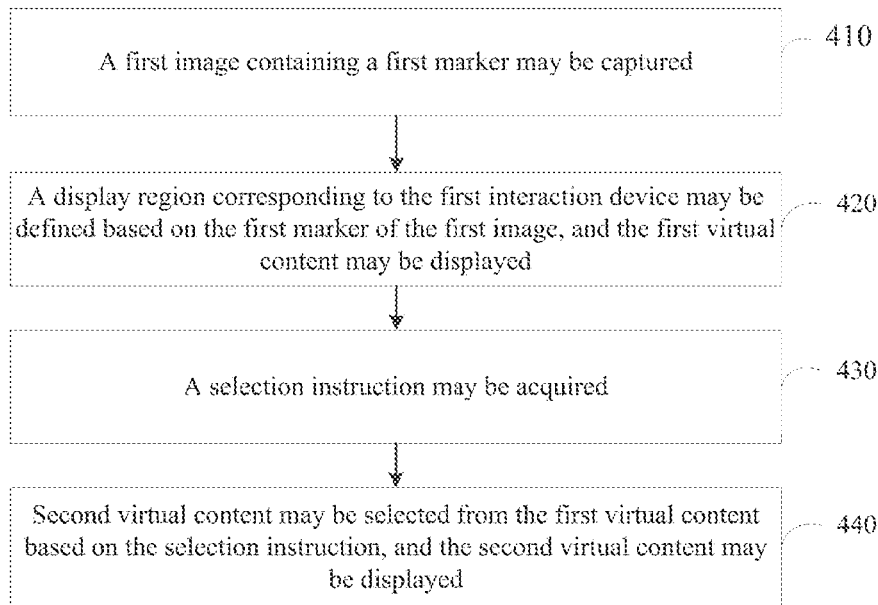 A first image containing a first marker may be captured
410
A display region corresponding to the first interaction device may be
defined based on the first marker of the first image, and the first virtual
content may be displayed
420
A selection instruction may be acquired
430
Second virtual content may be selected from the first virtual content
based on the selection instruction, and the second virtual content may
be displayed
440